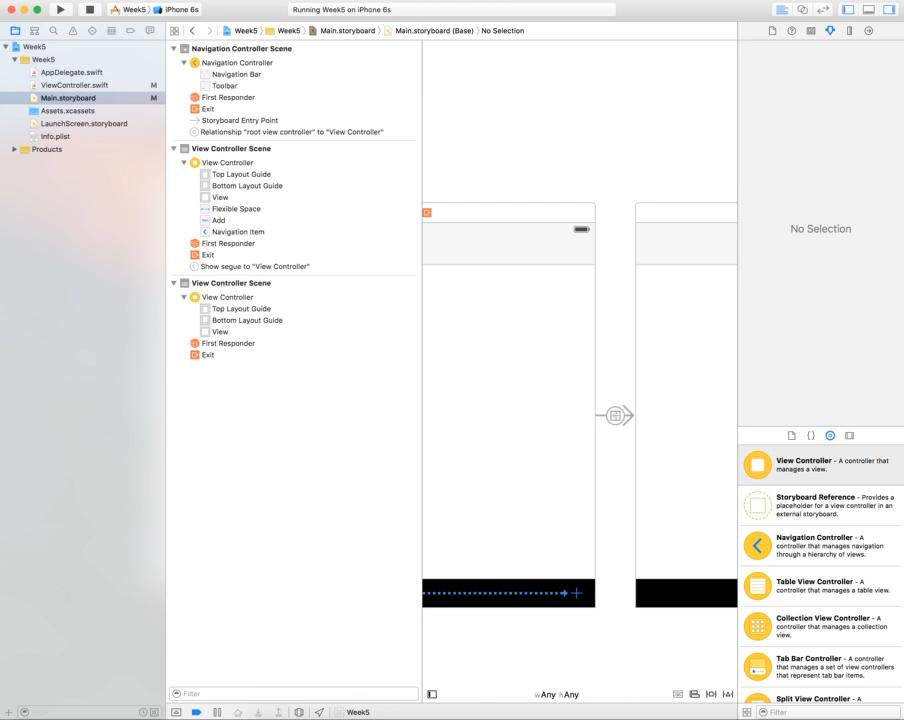 Week5 iPhone 6s
Running Week5 on iPhone 6s
Week5 Week5 Main.storyboard Main.storyboard (Base) No Selection
Week5
Week5
AppDelegate.swift
ViewController.swift M
Main.storyboard M
Assets.xcassets
LaunchScreen.storyboard
Info.plist
Products
Navigation Controller Scene
Navigation Controller
Navigation Bar
Toolbar
First Responder
Exit
Storyboard Entry Point
Relationship "root view controller" to "View Controller"
View Controller Scene
View Controller
Top Layout Guide
Bottom Layout Guide
View
Flexible Space
Add
Navigation Item
First Responder
Exit
Show segue to "View Controller"
View Controller Scene
View Controller
Top Layout Guide
Bottom Layout Guide
View
First Responder
Exit
Filter
wAny hAny
Week5
No Selection
View Controller - A controller that
manages a view.
Storyboard Reference - Provides a
placeholder for a view controller in an
external storyboard.
Navigation Controller - A
controller that manages navigation
through a hierarchy of views.
Table View Controller - A
controller that manages a table view.
Collection View Controller - A
controller that manages a collection
view.
Tab Bar Controller - A controller
that manages a set of view controllers
that represent tab bar items.
Split View Controller - A
Filter